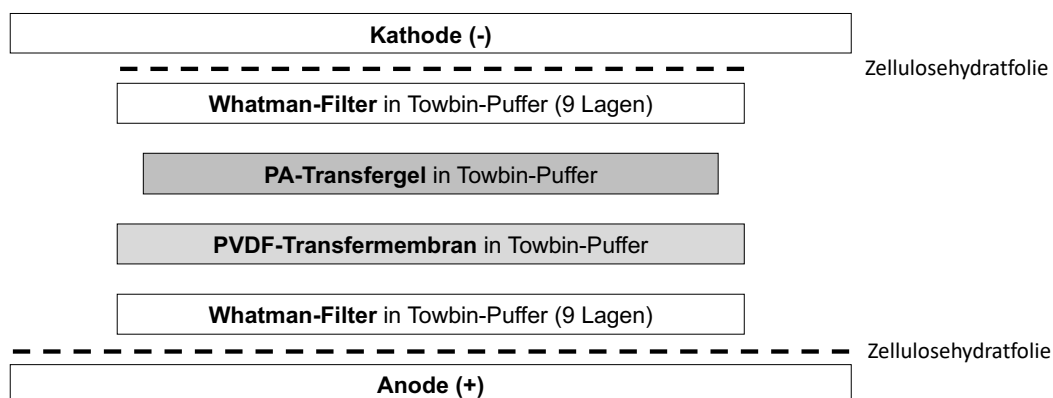 Kathode (-)
Zellulosehydratfolie
Whatman-Filter in Towbin-Puffer (9 Lagen)
PA-Transfergel in Towbin-Puffer
PVDF-Transfermembran in Towbin-Puffer
Whatman-Filter in Towbin-Puffer (9 Lagen)
Zellulosehydratfolie
Anode (+)